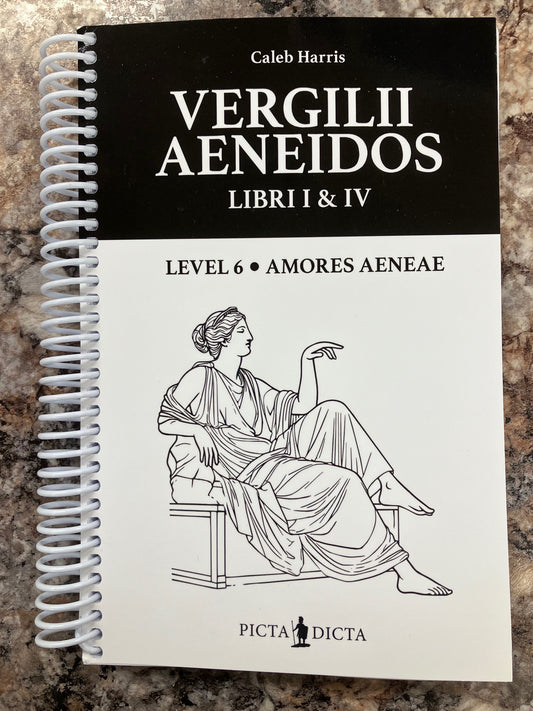 Caleb Harris
VERGILII
AENEIDOS
LIBRI I & IV
LEVEL 6 • AMORES AENEAE
PICTA DICTA